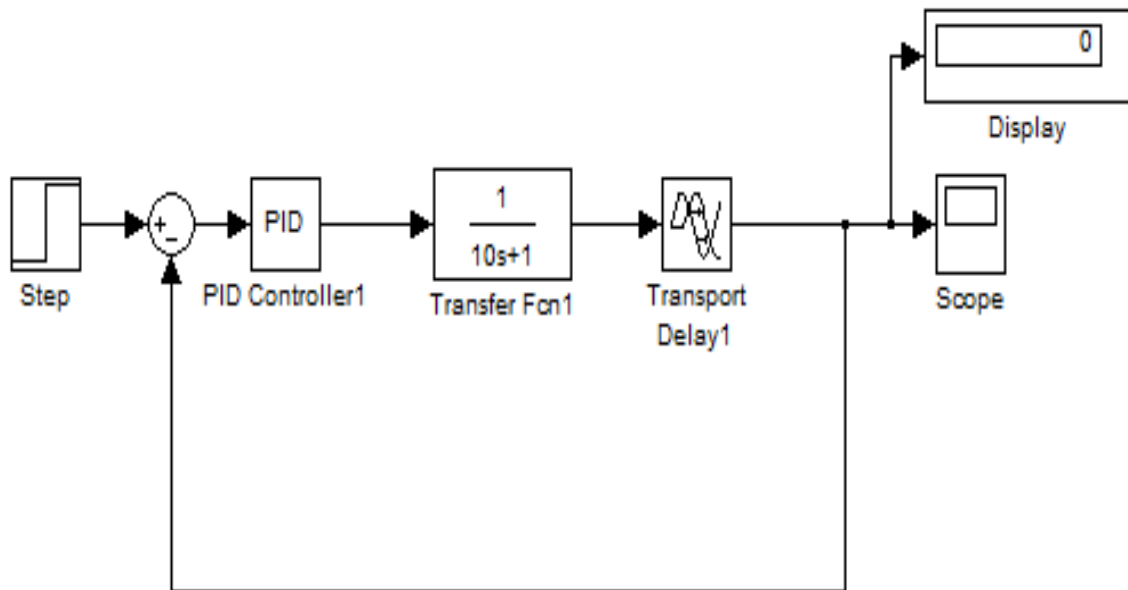 0
Display
+
−
PID
1
10s+1
Step
PID Controller1
Transfer Fcn1
Transport
Delay1
Scope